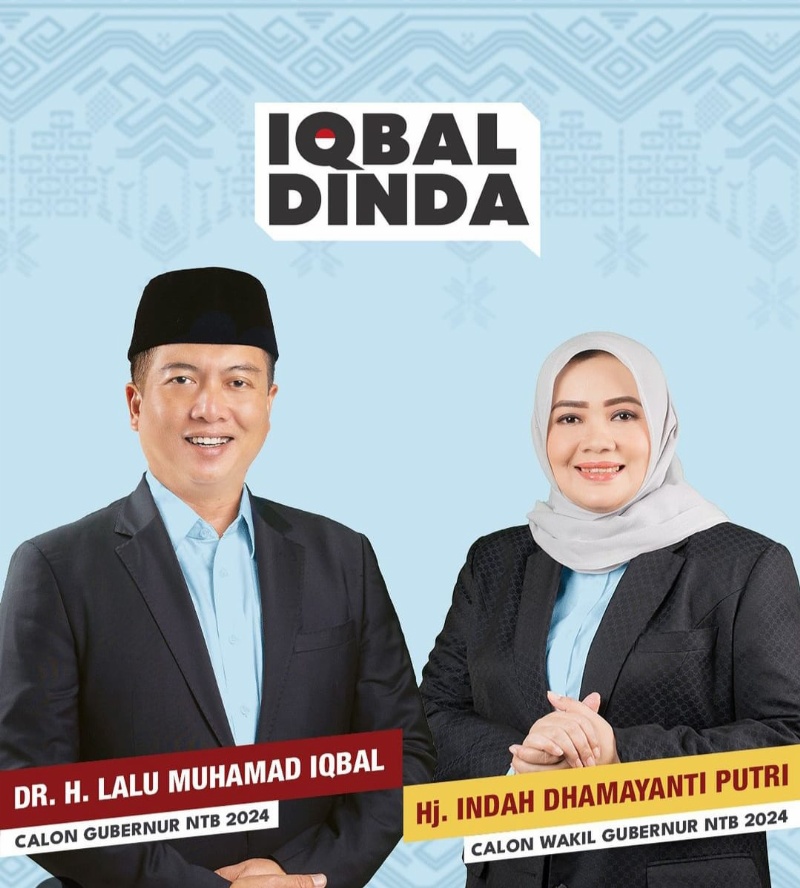 IQBAL
DINDA
DR. H. LALU MUHAMAD IQBAL
CALON GUBERNUR NTB 2024
Hj. INDAH DHAMAYANTI PUTRI
CALON WAKIL GUBERNUR NTB 2024